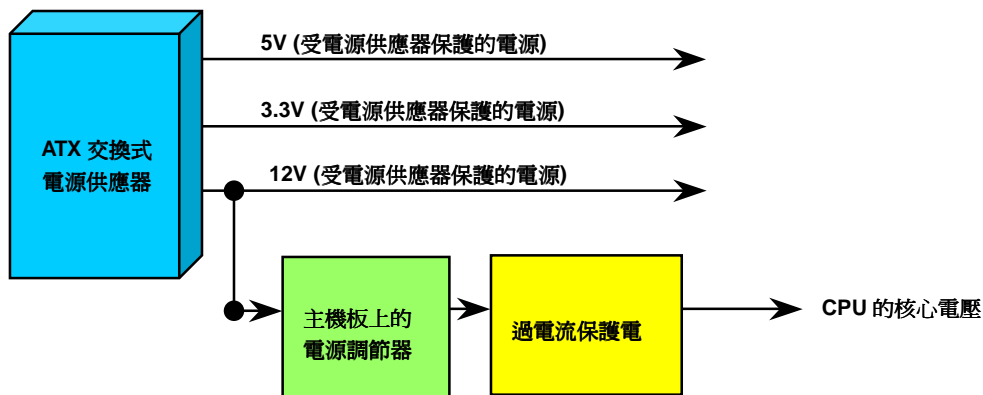 5V (受電源供應器保護的電源)
3.3V (受電源供應器保護的電源)
ATX 交換式
電源供應器
12V (受電源供應器保護的電源)
主機板上的
電源調節器
過電流保護電
CPU 的核心電壓